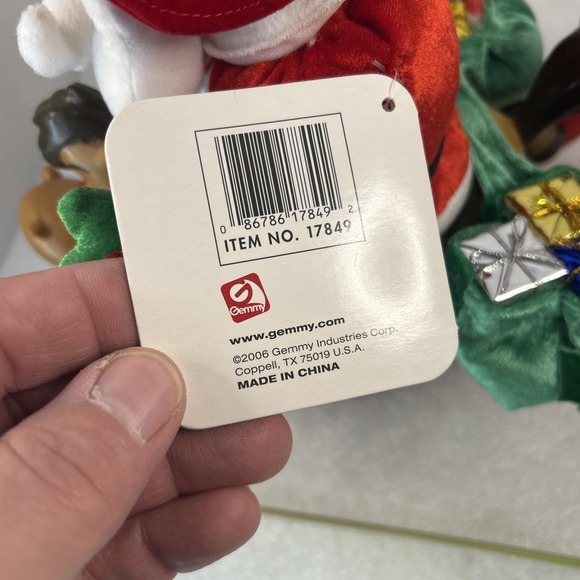 0 86786 17849 2
ITEM NO. 17849
Gemmy
www.gemmy.com
©2006 Gemmy Industries Corp.
Coppell, TX 75019 U.S.A.
MADE IN CHINA